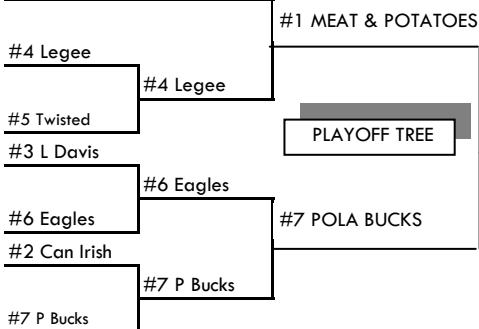 #1 MEAT & POTATOES
#4 Legee
#4 Legee
#5 Twisted
PLAYOFF TREE
#3 L Davis
#6 Eagles
#6 Eagles
#7 POLA BUCKS
#2 Can Irish
#7 P Bucks
#7 P Bucks